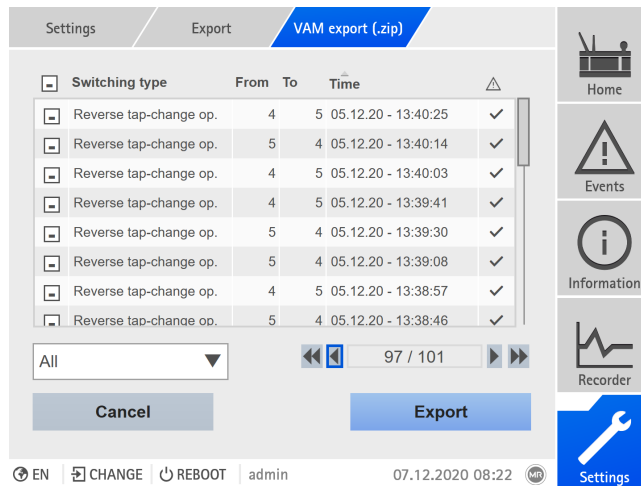 Settings Export VAM export (.zip)
Switching type From To Time
Reverse tap-change op. 4 5 05.12.20 - 13:40:25
Reverse tap-change op. 5 4 05.12.20 - 13:40:14
Reverse tap-change op. 4 5 05.12.20 - 13:40:03
Reverse tap-change op. 4 5 05.12.20 - 13:39:41
Reverse tap-change op. 5 4 05.12.20 - 13:39:30
Reverse tap-change op. 5 4 05.12.20 - 13:39:08
Reverse tap-change op. 4 5 05.12.20 - 13:38:57
Reverse tap-change op. 5 4 05.12.20 - 13:38:46
All 97 / 101
Cancel Export
EN CHANGE REBOOT admin 07.12.2020 08:22 MR
Home
Events
Information
Recorder
Settings